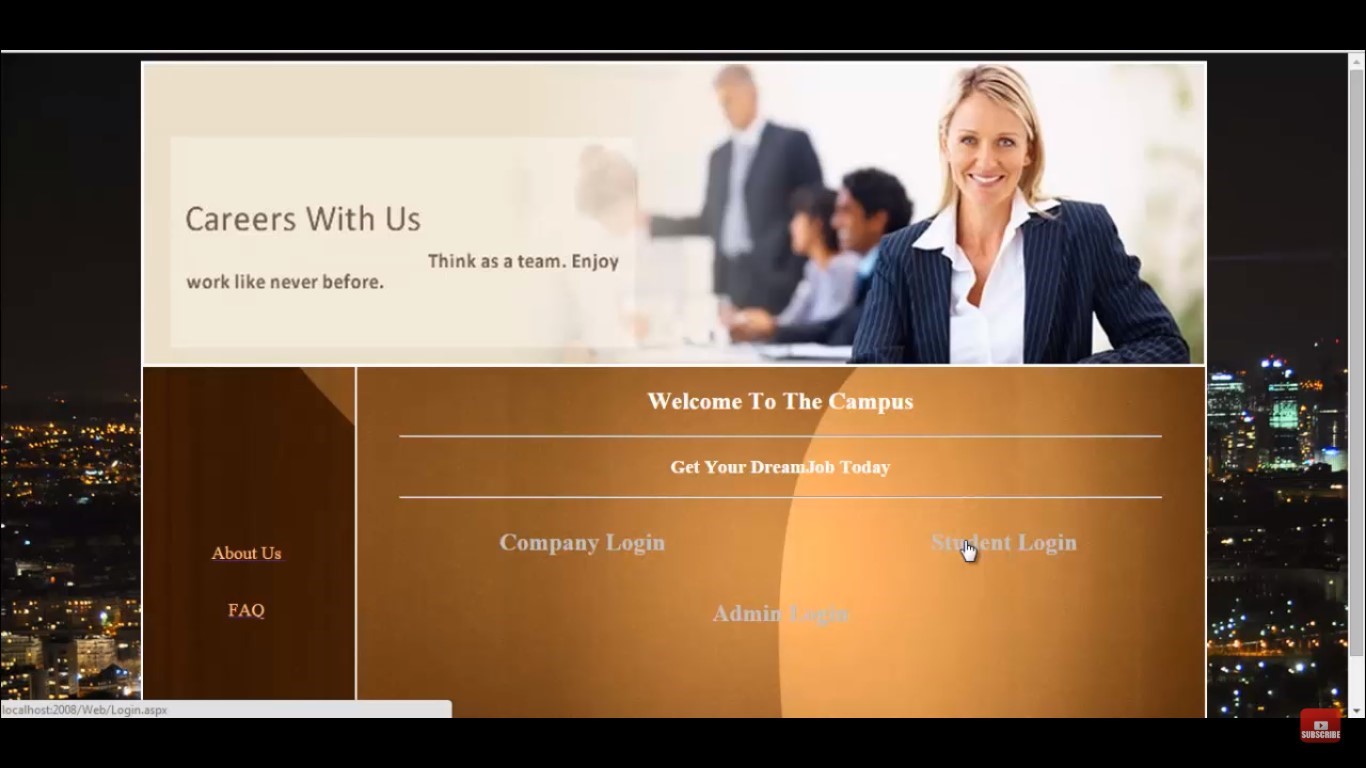 Careers With Us
Think as a team. Enjoy
work like never before.
Welcome To The Campus
Get Your DreamJob Today
Company Login
Student Login
About Us
Admin Login
FAQ
localhost:2008/Web/Login.aspx
SUBSCRIBE